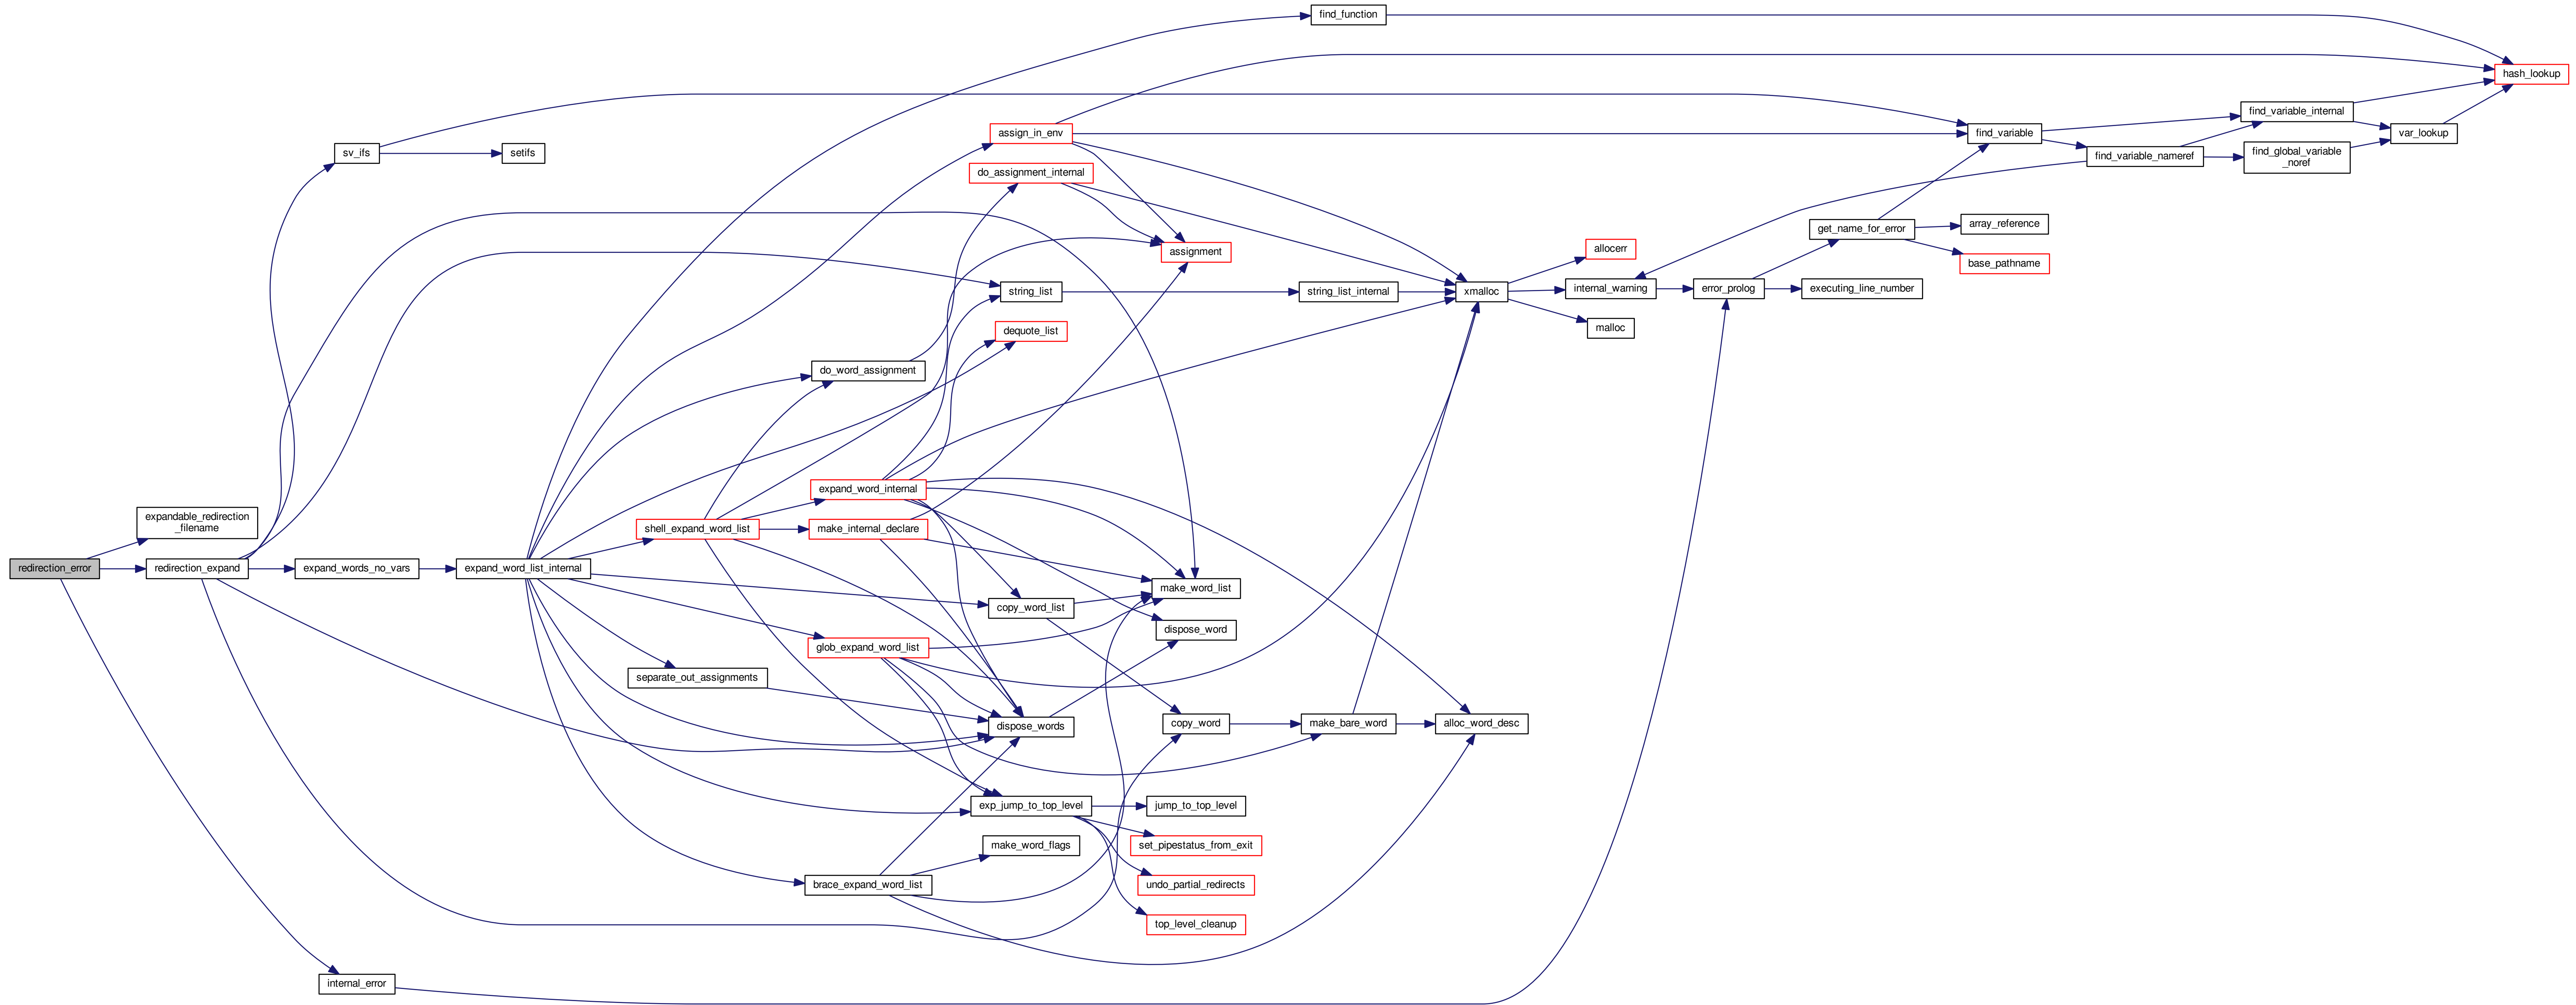 find_function
hash_lookup
find_variable_internal
assign_in_env
find_variable
var_lookup
sv_ifs
setifs
find_variable_nameref
find_global_variable
_noref
do_assignment_internal
array_reference
get_name_for_error
assignment
allocerr
base_pathname
string_list
string_list_internal
xmalloc
internal_warning
error_prolog
executing_line_number
dequote_list
malloc
do_word_assignment
expand_word_internal
expandable_redirection
_filename
shell_expand_word_list
make_internal_declare
redirection_error
redirection_expand
expand_words_no_vars
expand_word_list_internal
make_word_list
copy_word_list
dispose_word
glob_expand_word_list
separate_out_assignments
dispose_words
copy_word
make_bare_word
alloc_word_desc
exp_jump_to_top_level
jump_to_top_level
make_word_flags
set_pipestatus_from_exit
brace_expand_word_list
undo_partial_redirects
top_level_cleanup
internal_error